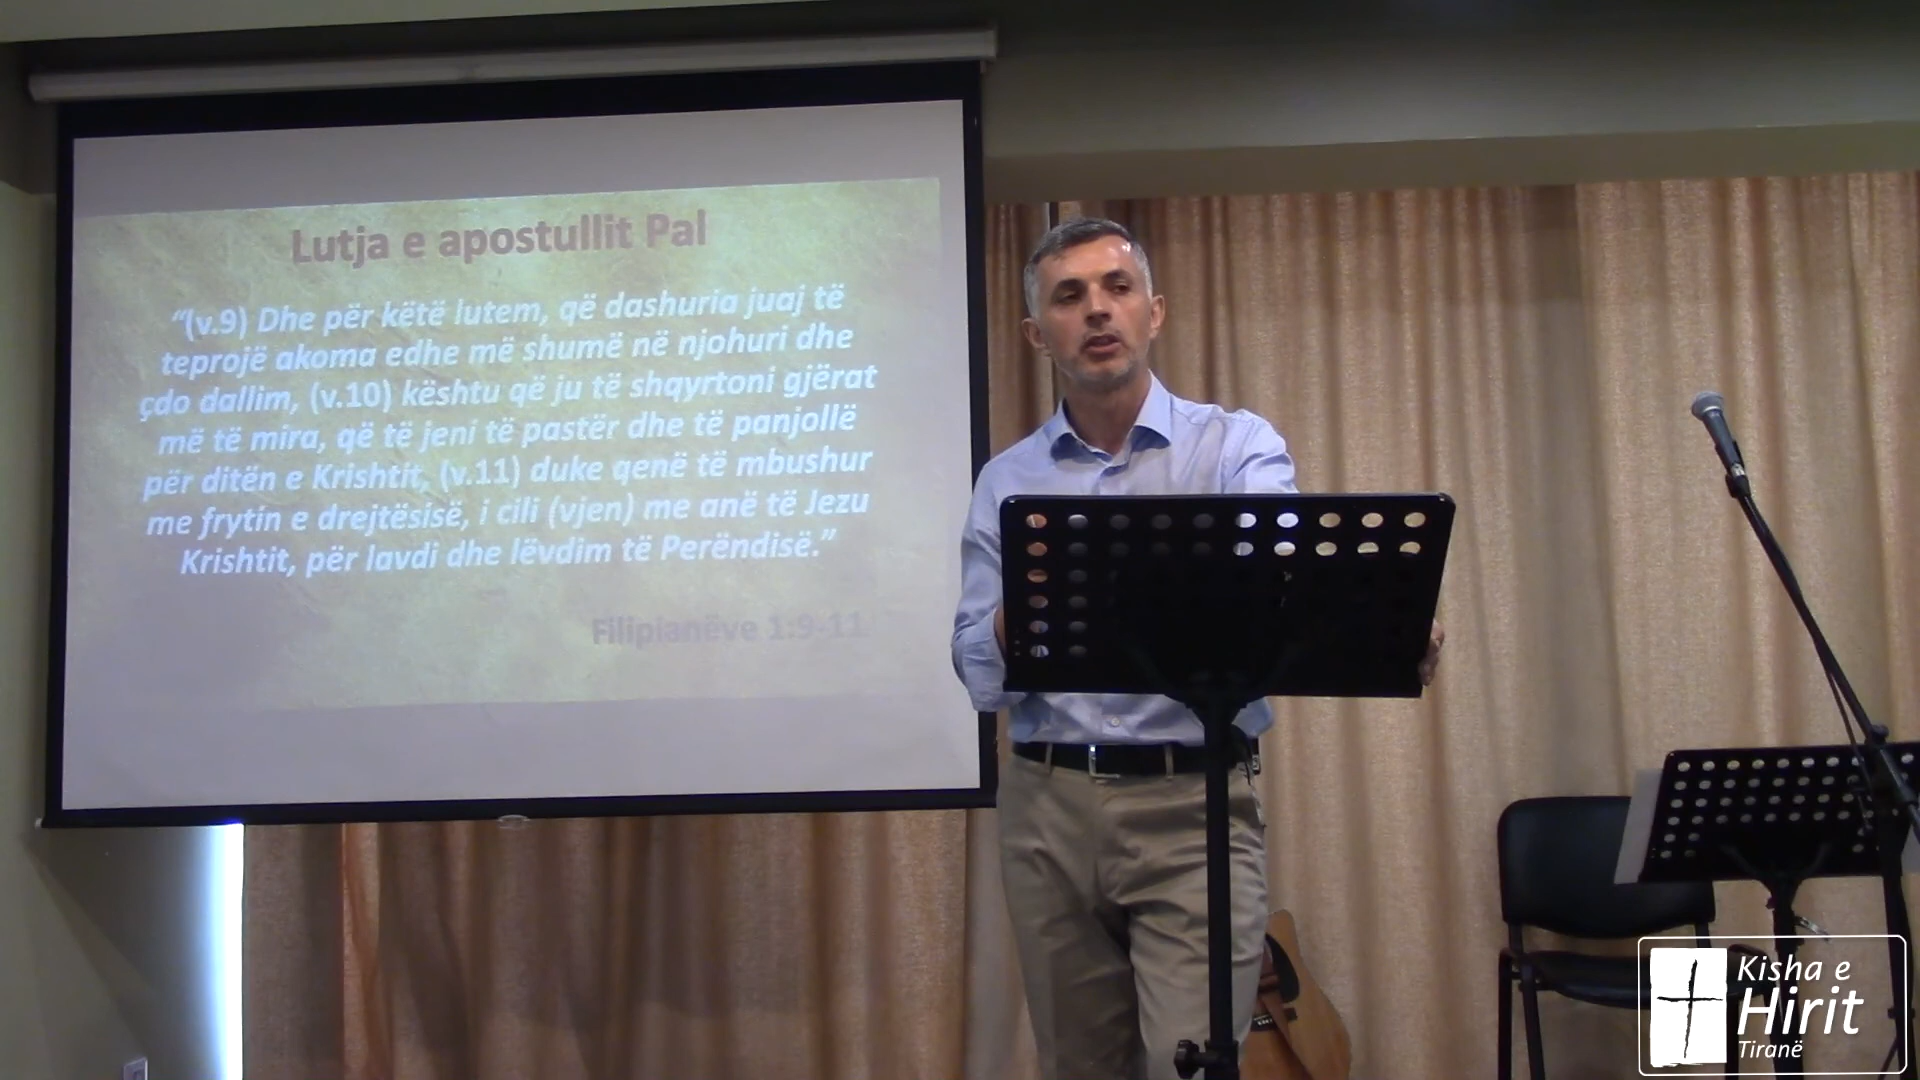 Lutja e apostullit Pal
“(v.9) Dhe për këtë lutem, që dashuria juaj të
teprojë akoma edhe më shumë në njohuri dhe
çdo dallim, (v.10) kështu që ju të shqyrtoni gjërat
më të mira, që të jeni të pastër dhe të panjollë
për ditën e Krishtit, (v.11) duke qenë të mbushur
me frytin e drejtësisë, i cili (vjen) me anë të Jezu
Krishtit, për lavdi dhe lëvdim të Perëndisë.”
Filipianëve 1:9-11
Kisha e
Hirit
Tiranë